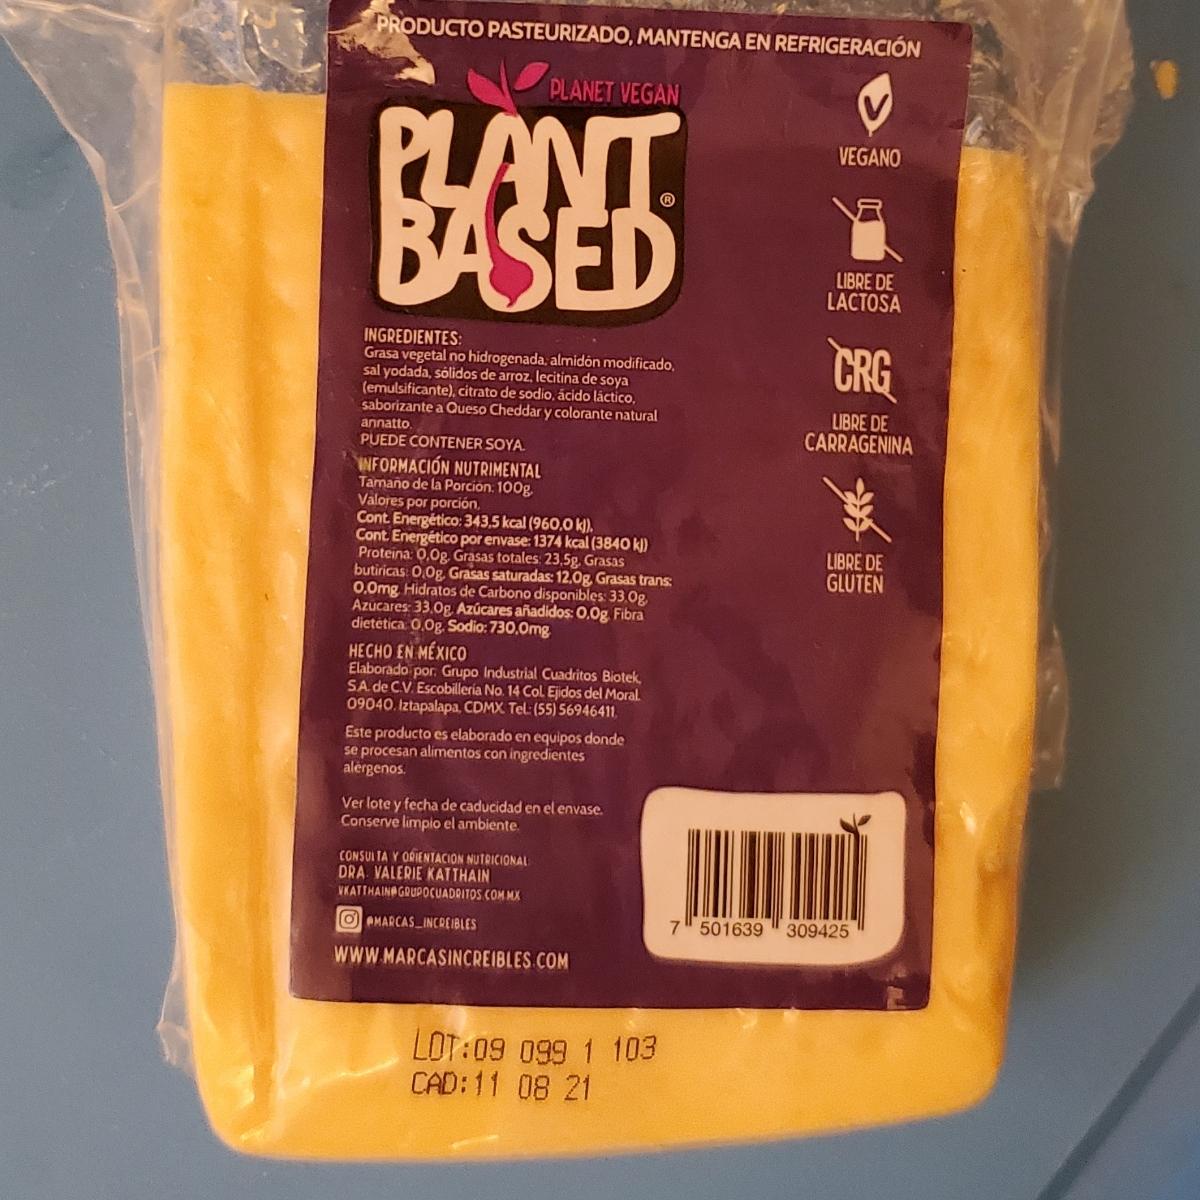 PRODUCTO PASTEURIZADO, MANTENGA EN REFRIGERACIÓN
PLANET VEGAN
PLANT
BASED®
VEGANO
LIBRE DE
LACTOSA
CRG
LIBRE DE
CARRAGENINA
LIBRE DE
GLUTEN
INGREDIENTES:
Grasa vegetal no hidrogenada, almidón modificado,
sal yodada, sólidos de arroz, lecitina de soya
(emulsificante), citrato de sodio, ácido láctico,
saborizante a Queso Cheddar y colorante natural
annatto.
PUEDE CONTENER SOYA.
INFORMACIÓN NUTRIMENTAL
Tamaño de la Porción: 100g,
Valores por porción,
Cont. Energético: 343,5 kcal (960,0 kJ),
Cont. Energético por envase: 1374 kcal (3840 kJ)
Proteína: 0,0g, Grasas totales: 23,5g, Grasas
butíricas: 0,0g, Grasas saturadas: 12.0g, Grasas trans:
0,0mg, Hidratos de Carbono disponibles: 33.0g,
Azúcares: 33,0g, Azúcares añadidos: 0,0g, Fibra
dietética: 0,0g, Sodio: 730,0mg
HECHO EN MÉXICO
Elaborado por: Grupo Industrial Cuadritos Biotek,
S.A. de C.V. Escobillería No. 14 Col. Ejidos del Moral.
09040, Iztapalapa, CDMX. Tel.: (55) 56946411,
Este producto es elaborado en equipos donde
se procesan alimentos con ingredientes
alérgenos.
Ver lote y fecha de caducidad en el envase.
Conserve limpio el ambiente.
CONSULTA Y ORIENTACION NUTRICIONAL:
DRA. VALERIE KATTHAIN
VKATTHAIN@GRUPOCUADRITOS.COM.MX
@MARCAS_INCREIBLES
WWW.MARCASINCREIBLES.COM
7 501639 309425
LOT:09 099 1 103
CAD:11 08 21